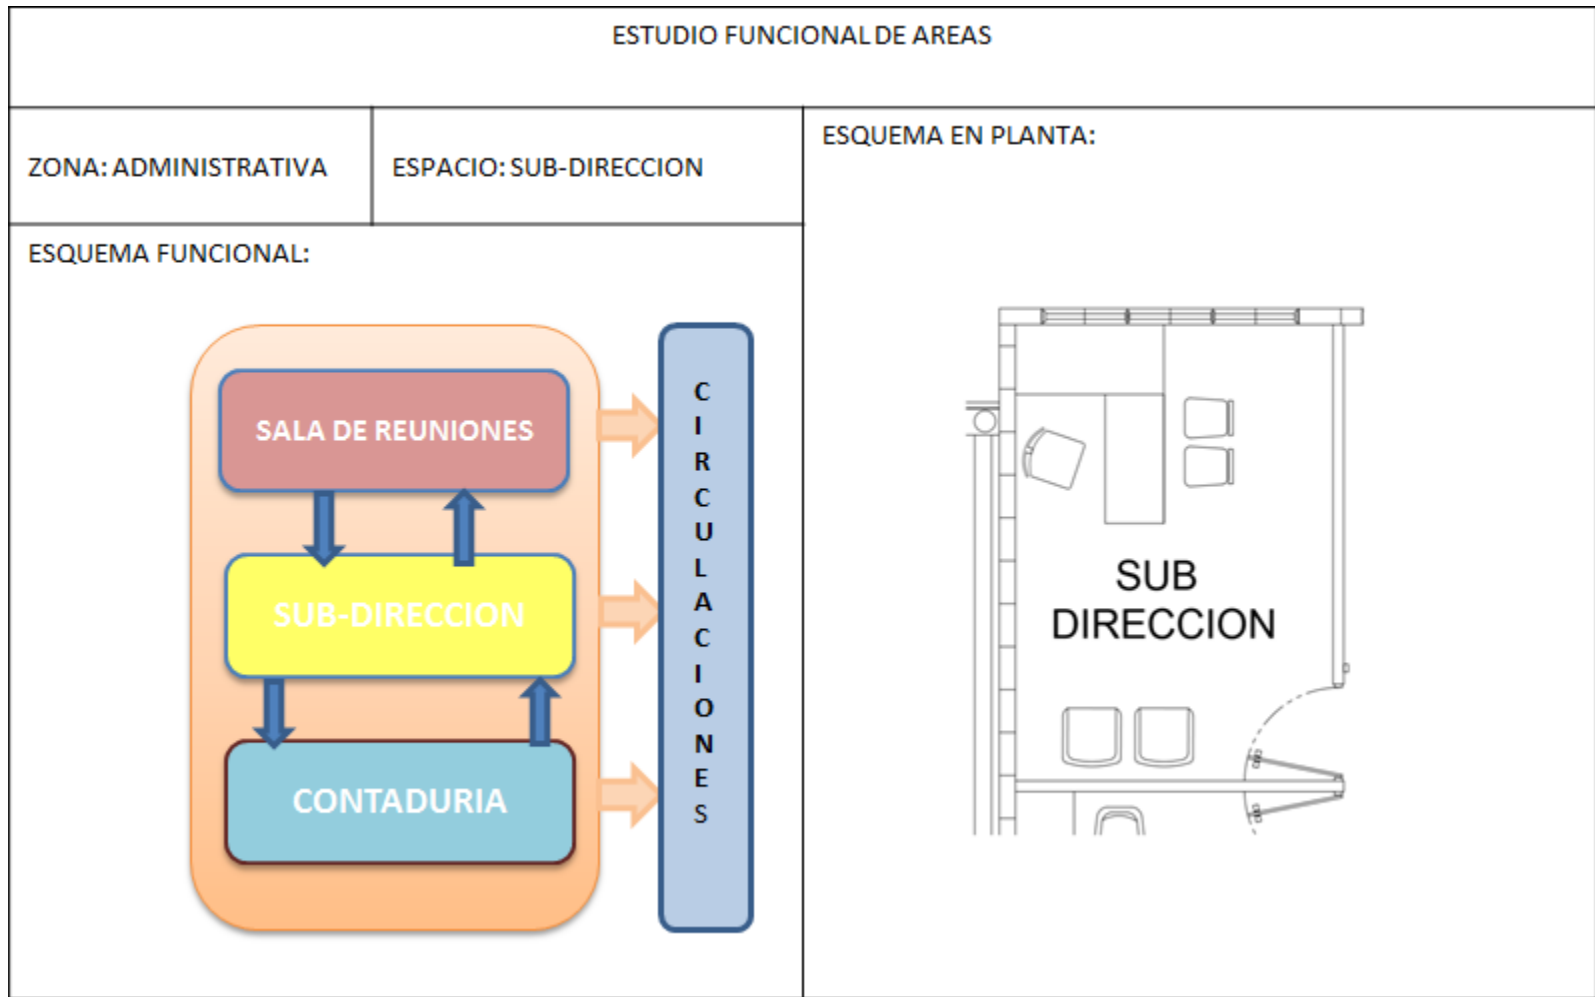 ESTUDIO FUNCIONAL DE AREAS
ZONA: ADMINISTRATIVA
ESPACIO: SUB-DIRECCION
ESQUEMA FUNCIONAL:
SALA DE REUNIONES
SUB-DIRECCION
CONTADURIA
CIRCULACIONES
ESQUEMA EN PLANTA:
SUB
DIRECCION